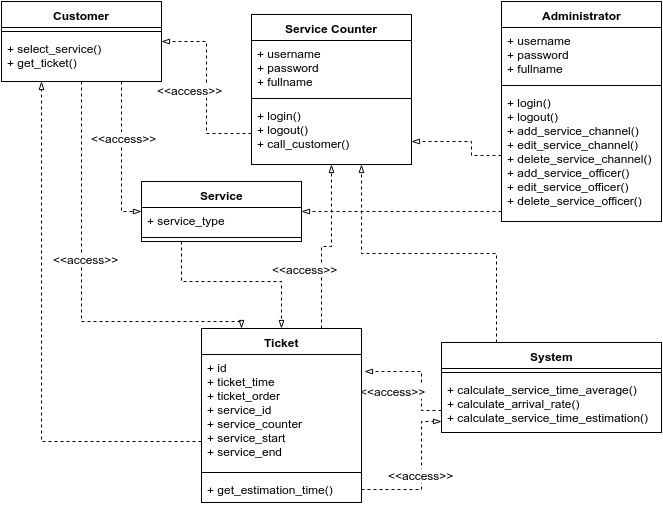 Customer
+ select_service()
+ get_ticket()
Service Counter
+ username
+ password
+ fullname
+ login()
+ logout()
+ call_customer()
Administrator
+ username
+ password
+ fullname
+ login()
+ logout()
+ add_service_channel()
+ edit_service_channel()
+ delete_service_channel()
+ add_service_officer()
+ edit_service_officer()
+ delete_service_officer()
<<access>>
<<access>>
Service
+ service_type
<<access>>
<<access>>
Ticket
+ id
+ ticket_time
+ ticket_order
+ service_id
+ service_counter
+ service_start
+ service_end
+ get_estimation_time()
System
+ calculate_service_time_average()
+ calculate_arrival_rate()
+ calculate_service_time_estimation()
<<access>>
<<access>>